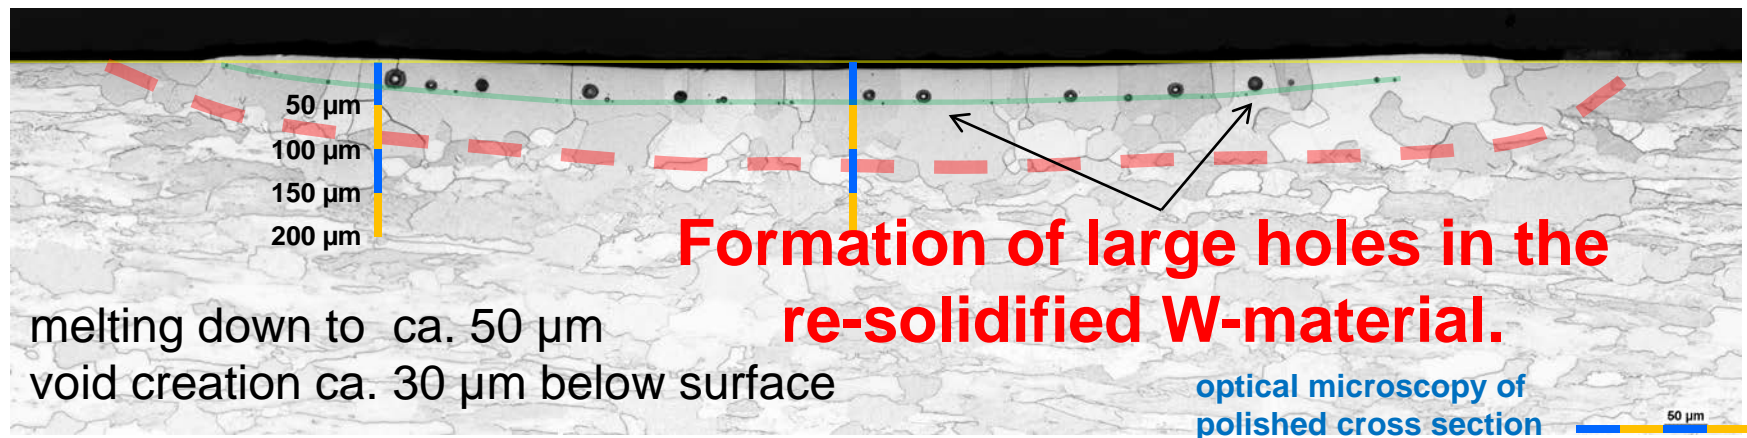 50 µm
100 µm
150 µm
200 µm
Formation of large holes in the
re-solidified W-material.
melting down to ca. 50 µm
void creation ca. 30 µm below surface
optical microscopy of
polished cross section
50 µm